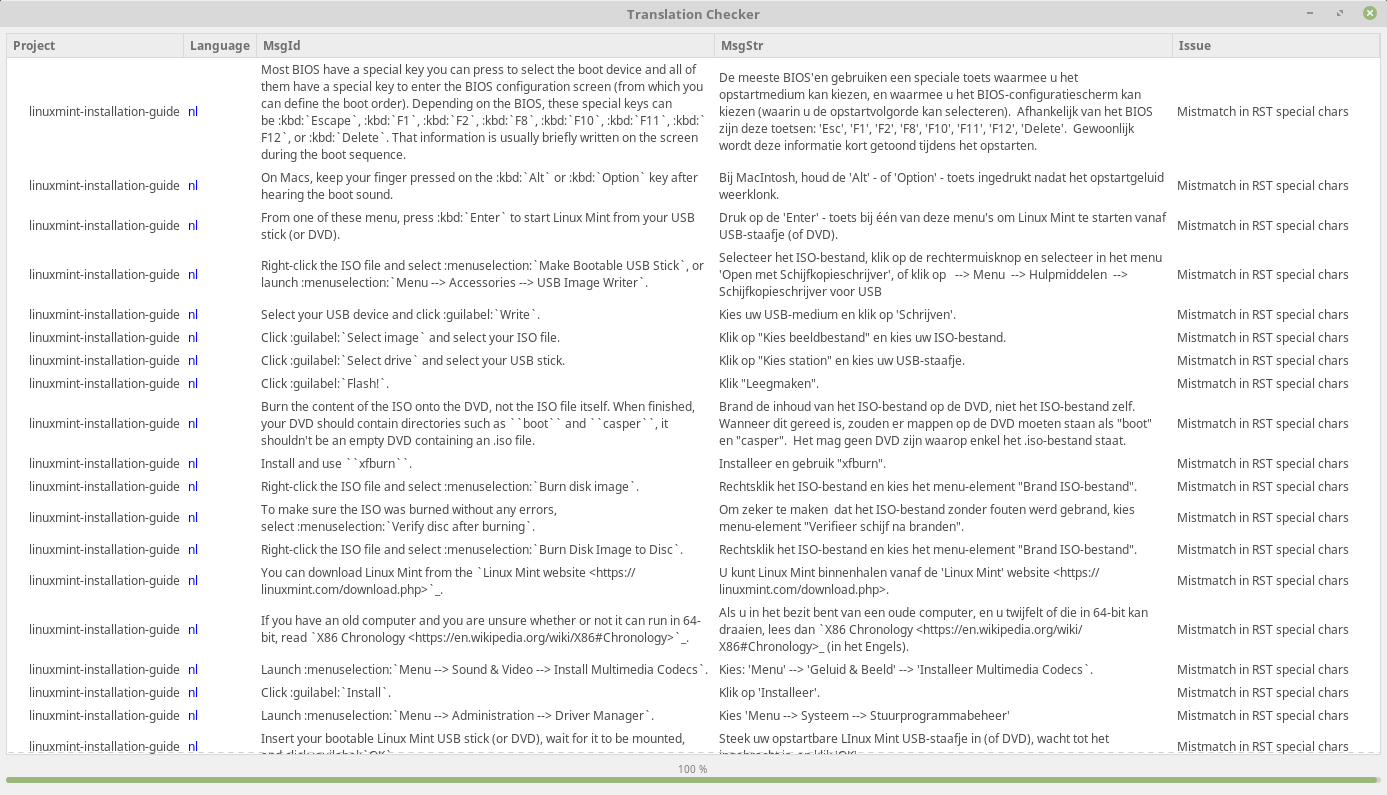 Translation Checker
Project Language MsgId MsgStr Issue
linuxmint-installation-guide nl
Most BIOS have a special key you can press to select the boot device and all of
them have a special key to enter the BIOS configuration screen (from which you
can define the boot order). Depending on the BIOS, these special keys can
be :kbd:`Escape`, :kbd:`F1`, :kbd:`F2`, :kbd:`F8`, :kbd:`F10`, :kbd:`F11`, :kbd:`
F12`, or :kbd:`Delete`. That information is usually briefly written on the screen
during the boot sequence.
De meeste BIOS'en gebruiken een speciale toets waarmee u het
opstartmedium kan kiezen, en waarmee u het BIOS-configuratiescherm kan
kiezen (waarin u de opstartvolgorde kan selecteren).  Afhankelijk van het BIOS
zijn deze toetsen: 'Esc', 'F1', 'F2', 'F8', 'F10', 'F11', 'F12', 'Delete'.  Gewoonlijk
wordt deze informatie kort getoond tijdens het opstarten.
Mismatch in RST special chars
linuxmint-installation-guide nl
On Macs, keep your finger pressed on the :kbd:`Alt` or :kbd:`Option` key after
hearing the boot sound.
Bij MacIntosh, houd de 'Alt' - of 'Option' - toets ingedrukt nadat het opstartgeluid
weerklonk.
Mismatch in RST special chars
linuxmint-installation-guide nl
From one of these menu, press :kbd:`Enter` to start Linux Mint from your USB
stick (or DVD).
Druk op de 'Enter' - toets bij één van deze menu's om Linux Mint te starten vanaf
USB-staafje (of DVD).
Mismatch in RST special chars
linuxmint-installation-guide nl
Right-click the ISO file and select :menuselection:`Make Bootable USB Stick`, or
launch :menuselection:`Menu --> Accessories --> USB Image Writer`.
Selecteer het ISO-bestand, klik op de rechtermuisknop en selecteer in het menu
'Open met Schijfkopieschrijver', of klik op   --> Menu  --> Hulpmiddelen  -->
Schijfkopieschrijver voor USB
Mismatch in RST special chars
linuxmint-installation-guide nl
Select your USB device and click :guilabel:`Write`.
Kies uw USB-medium en klik op 'Schrijven'.
Mismatch in RST special chars
linuxmint-installation-guide nl
Click :guilabel:`Select image` and select your ISO file.
Klik op "Kies beeldbestand" en kies uw ISO-bestand.
Mismatch in RST special chars
linuxmint-installation-guide nl
Click :guilabel:`Select drive` and select your USB stick.
Klik op "Kies station" en kies uw USB-staafje.
Mismatch in RST special chars
linuxmint-installation-guide nl
Click :guilabel:`Flash!`.
Klik "Leegmaken".
Mismatch in RST special chars
linuxmint-installation-guide nl
Burn the content of the ISO onto the DVD, not the ISO file itself. When finished,
your DVD should contain directories such as ``boot`` and ``casper``, it
shouldn't be an empty DVD containing an .iso file.
Brand de inhoud van het ISO-bestand op de DVD, niet het ISO-bestand zelf.
Wanneer dit gereed is, zouden er mappen op de DVD moeten staan als "boot"
en "casper".  Het mag geen DVD zijn waarop enkel het .iso-bestand staat.
Mismatch in RST special chars
linuxmint-installation-guide nl
Install and use ``xfburn``.
Installeer en gebruik "xfburn".
Mismatch in RST special chars
linuxmint-installation-guide nl
Right-click the ISO file and select :menuselection:`Burn disk image`.
Rechtsklik het ISO-bestand en kies het menu-element "Brand ISO-bestand".
Mismatch in RST special chars
linuxmint-installation-guide nl
To make sure the ISO was burned without any errors,
select :menuselection:`Verify disc after burning`.
Om zeker te maken  dat het ISO-bestand zonder fouten werd gebrand, kies
menu-element "Verifieer schijf na branden".
Mismatch in RST special chars
linuxmint-installation-guide nl
Right-click the ISO file and select :menuselection:`Burn Disk Image to Disc`.
Rechtsklik het ISO-bestand en kies het menu-element "Brand ISO-bestand".
Mismatch in RST special chars
linuxmint-installation-guide nl
You can download Linux Mint from the `Linux Mint website <https://
linuxmint.com/download.php>`_.
U kunt Linux Mint binnenhalen vanaf de 'Linux Mint' website <https://
linuxmint.com/download.php>.
Mismatch in RST special chars
linuxmint-installation-guide nl
If you have an old computer and you are unsure whether or not it can run in 64-
bit, read `X86 Chronology <https://en.wikipedia.org/wiki/X86#Chronology>`_.
Als u in het bezit bent van een oude computer, en u twijfelt of die in 64-bit kan
draaien, lees dan `X86 Chronology <https://en.wikipedia.org/wiki/
X86#Chronology>_ (in het Engels).
Mismatch in RST special chars
linuxmint-installation-guide nl
Launch :menuselection:`Menu --> Sound & Video --> Install Multimedia Codecs`.
Kies: 'Menu' --> 'Geluid & Beeld' --> 'Installeer Multimedia Codecs`.
Mismatch in RST special chars
linuxmint-installation-guide nl
Click :guilabel:`Install`.
Klik op 'Installeer'.
Mismatch in RST special chars
linuxmint-installation-guide nl
Launch :menuselection:`Menu --> Administration --> Driver Manager`.
Kies 'Menu --> Systeem --> Stuurprogrammabeheer'
Mismatch in RST special chars
linuxmint-installation-guide nl
Insert your bootable Linux Mint USB stick (or DVD), wait for it to be mounted,
and click :guilabel:`OK`
Steek uw opstartbare LInux Mint USB-staafje in (of DVD), wacht tot het
Mismatch in RST special chars
100 %